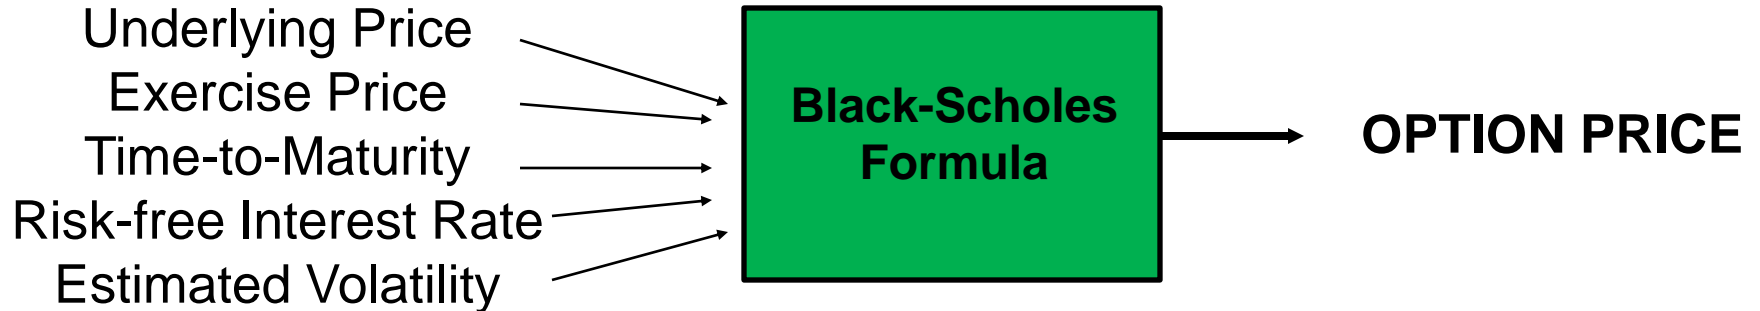 Underlying Price
Exercise Price
Time-to-Maturity
Risk-free Interest Rate
Estimated Volatility
Black-Scholes
Formula
OPTION PRICE